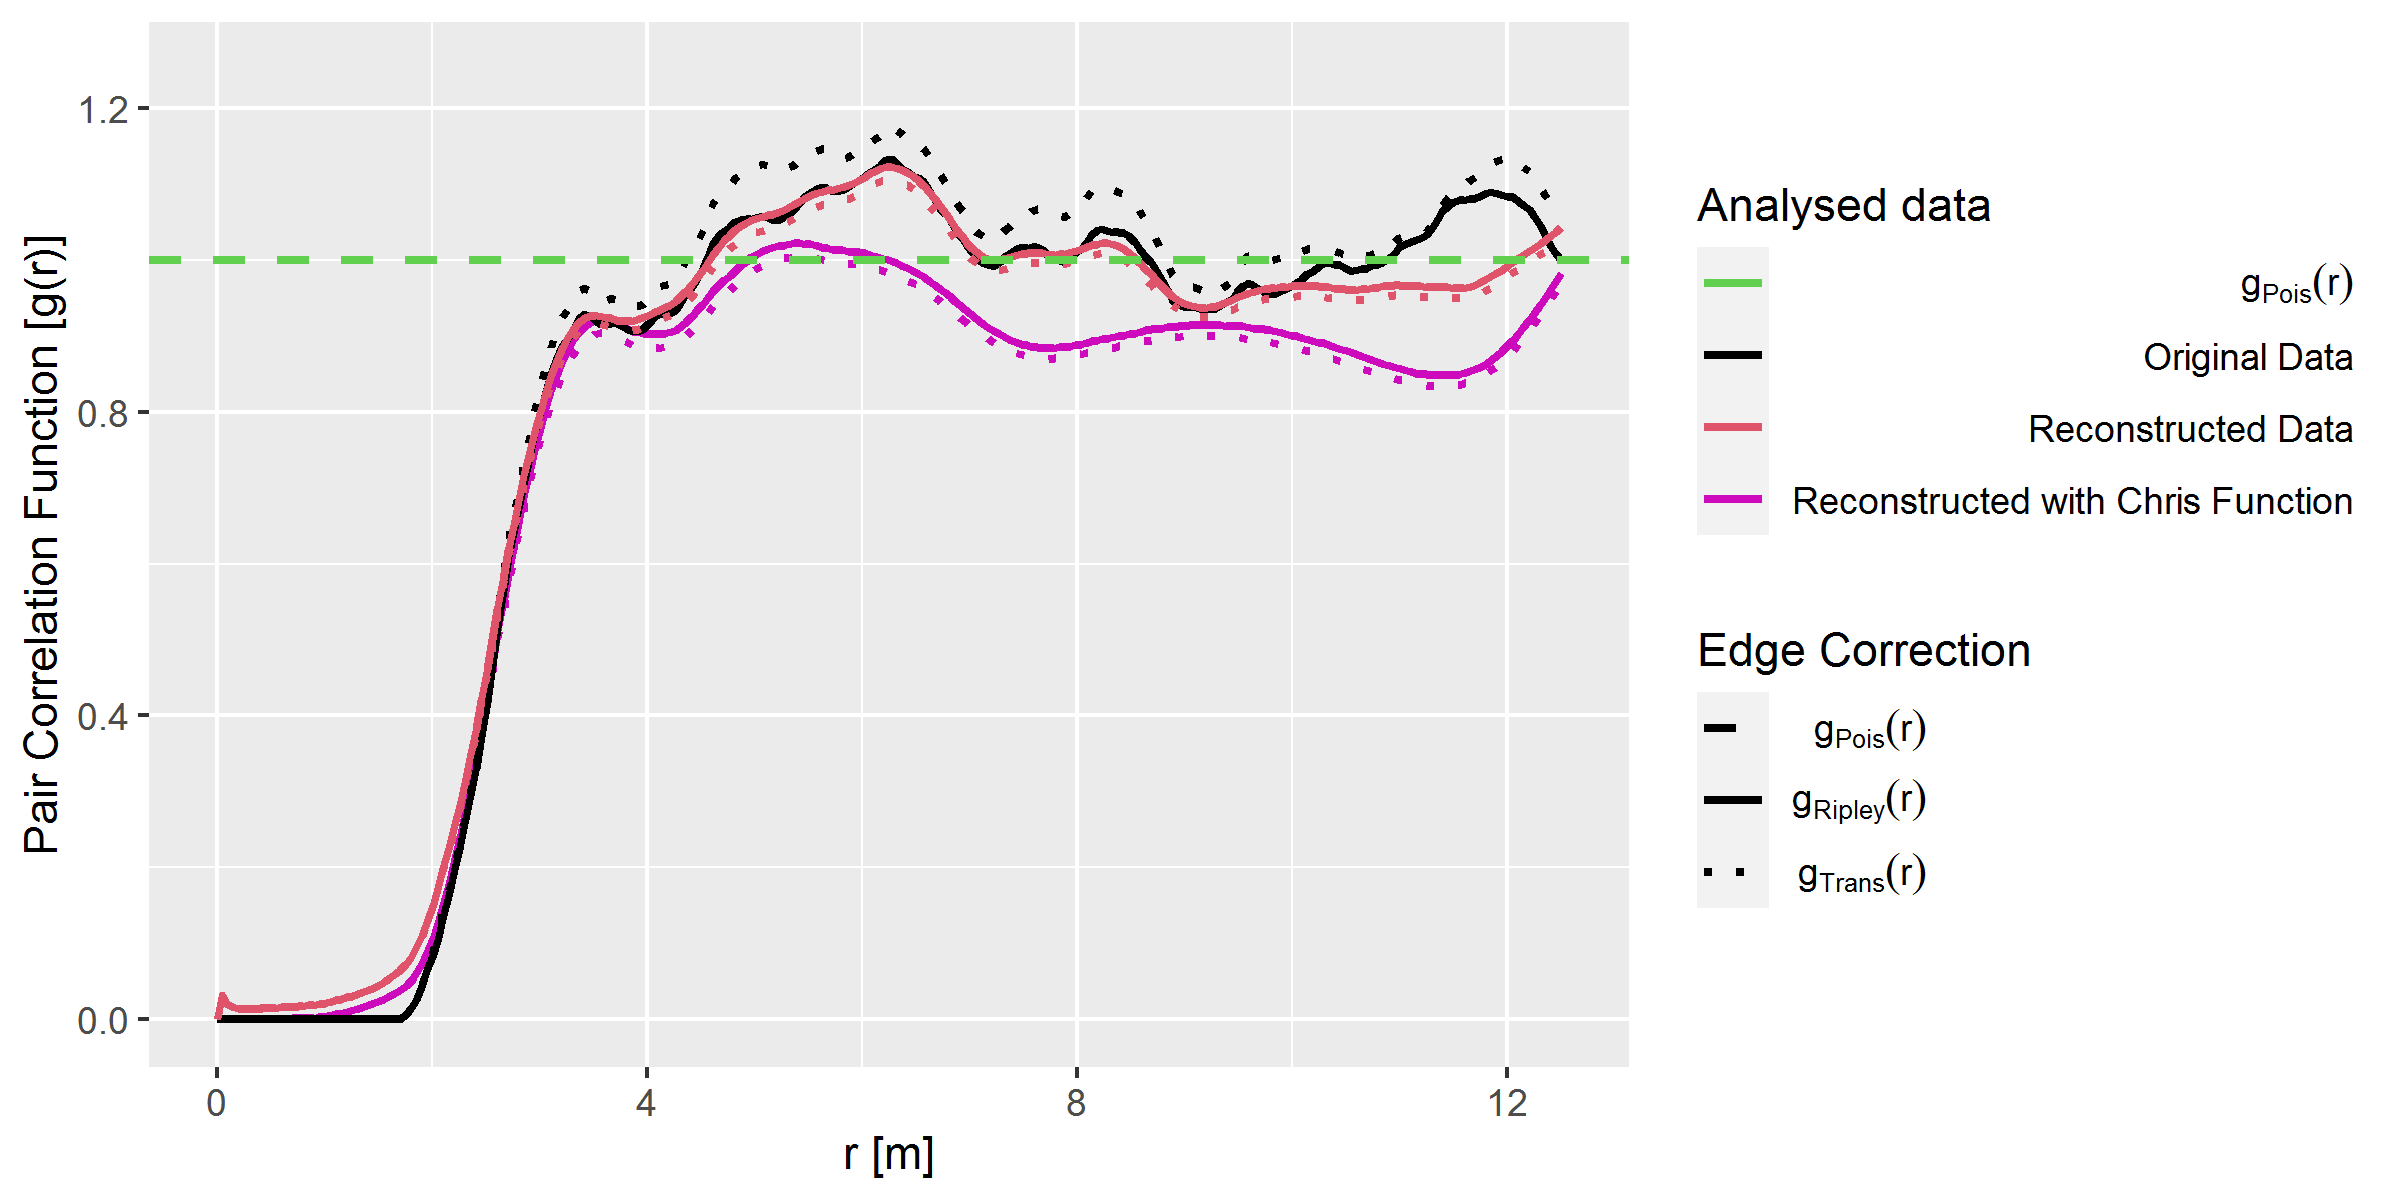 Pair Correlation Function [g(r)]
1.2
0.8
0.4
0.0
0 4 8 12
r [m]
Analysed data
gPois(r)
Original Data
Reconstructed Data
Reconstructed with Chris Function
Edge Correction
gPois(r)
gRipley(r)
gTrans(r)